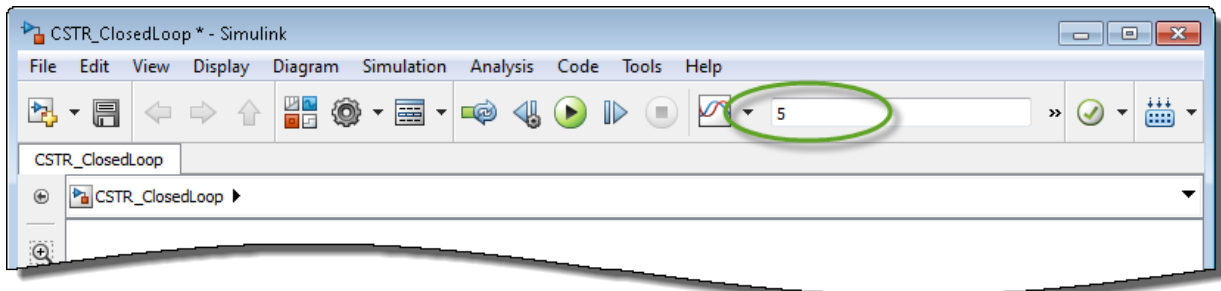 CSTR_ClosedLoop * - Simulink
File Edit View Display Diagram Simulation Analysis Code Tools Help
5 »
CSTR_ClosedLoop
CSTR_ClosedLoop